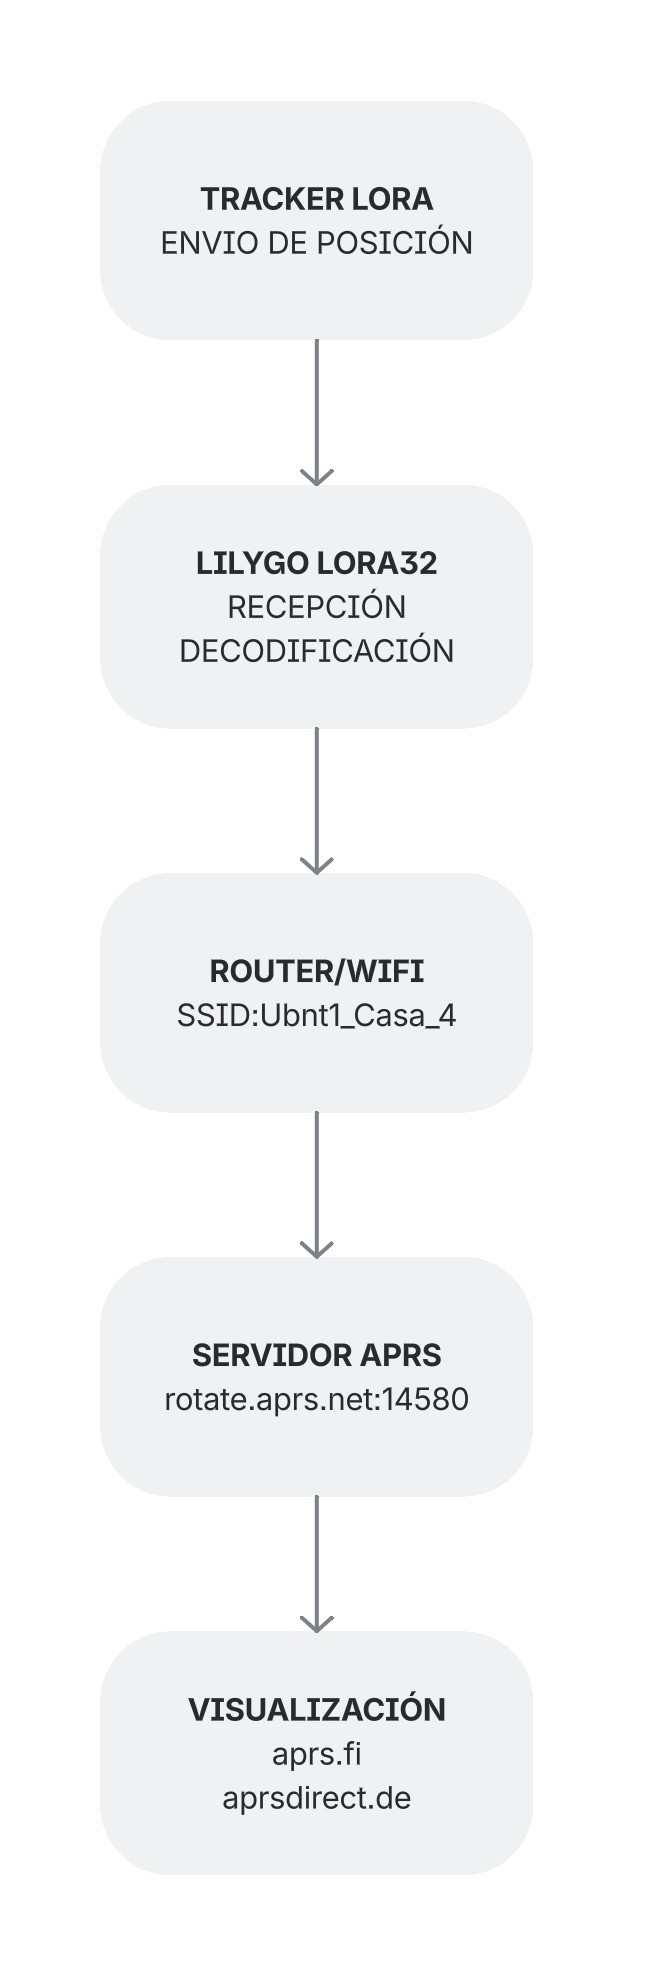 TRACKER LORA
ENVIO DE POSICIÓN
LILYGO LORA32
RECEPCIÓN
DECODIFICACIÓN
ROUTER/WIFI
SSID:Ubnt1_Casa_4
SERVIDOR APRS
rotate.aprs.net:14580
VISUALIZACIÓN
aprs.fi
aprsdirect.de